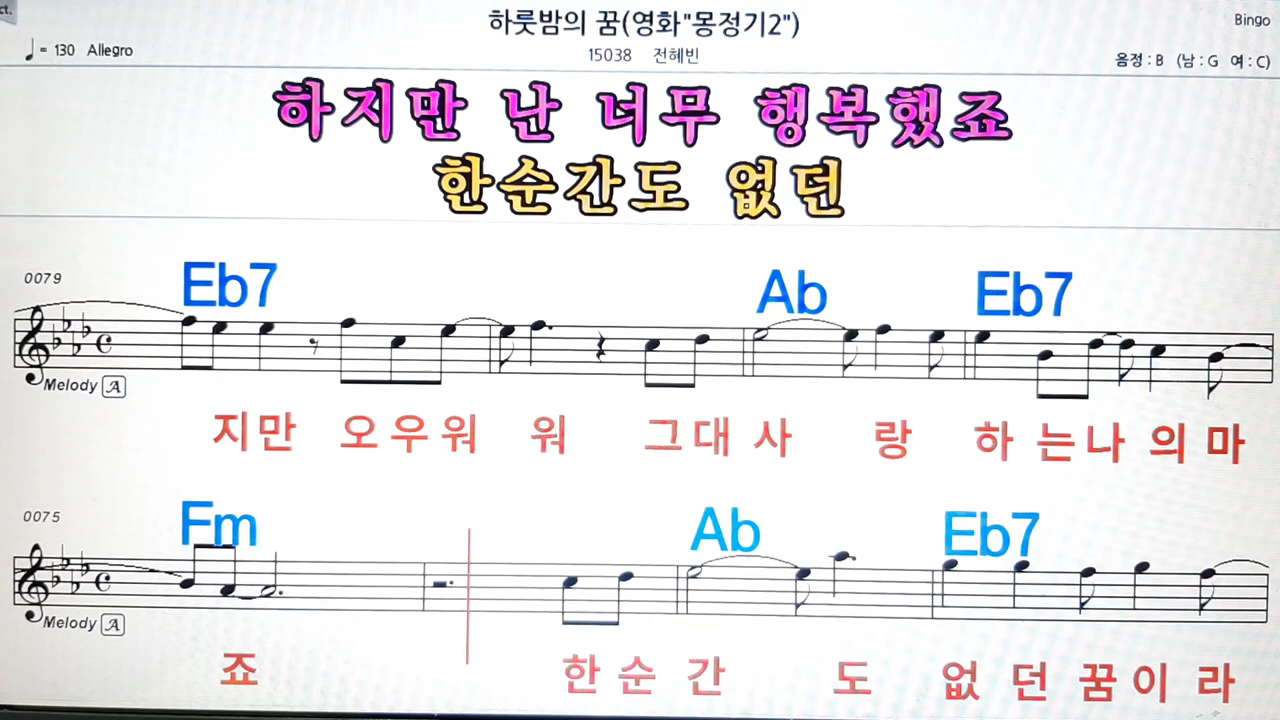 ct.
하룻밤의 꿈(영화"몽정기2")
Bingo
♩= 130 Allegro
15038 전혜빈
음정 : B (남 : G 여 : C)
하지만 난 너무 행복했죠
한순간도 없던
0079
Eb7 Ab Eb7
Melody A
지만 오우워 워 그대 사 랑 하는나의마
0075
Fm Ab Eb7
Melody A
죠 한순간 도 없던꿈이라